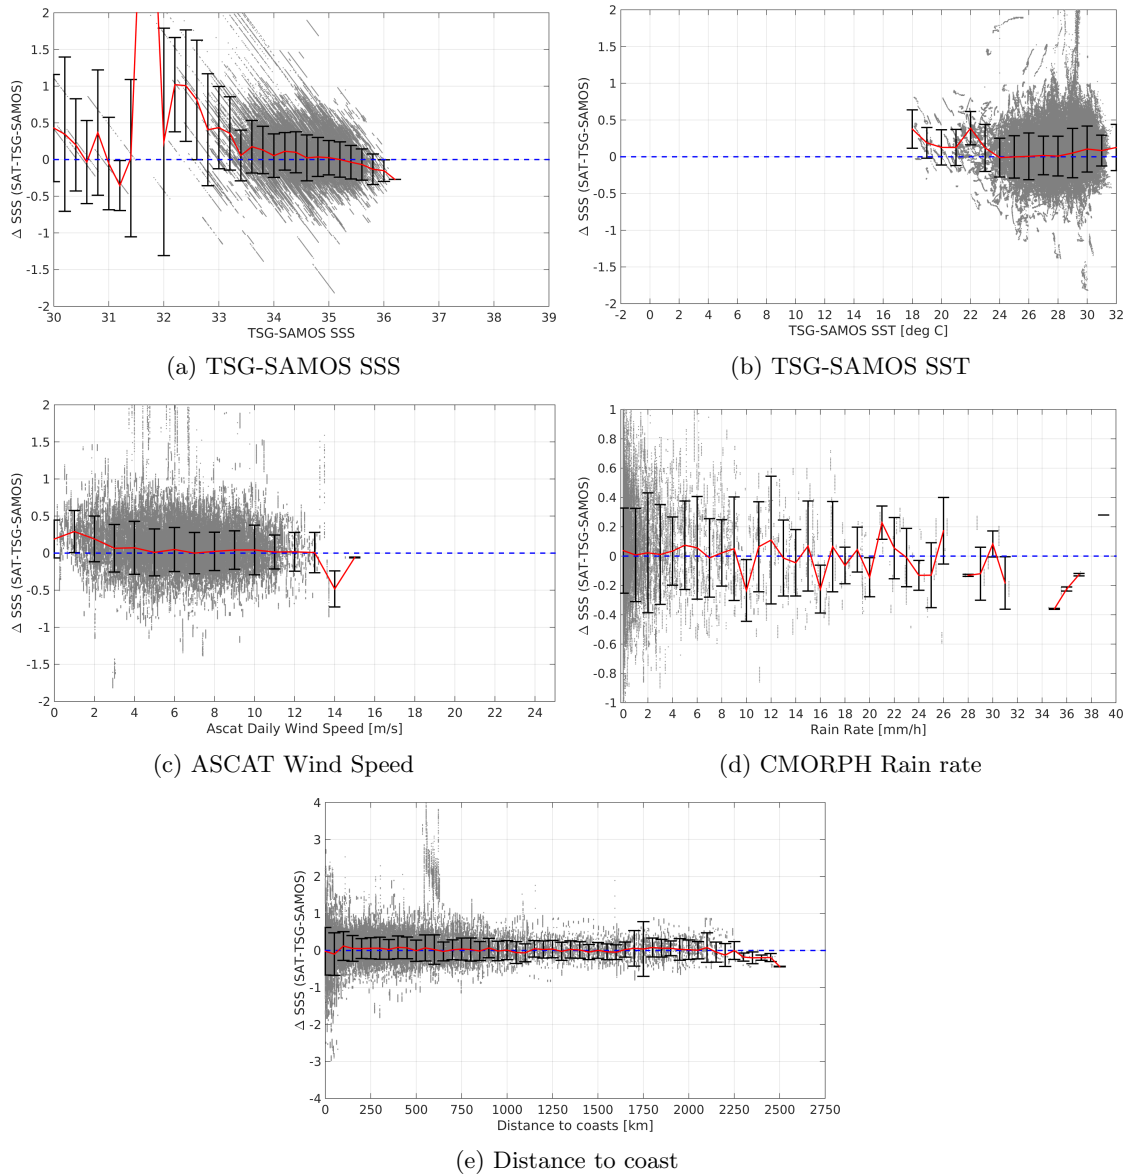 2
1.5
1
0.5
0
-0.5
-1
-1.5
-2
Δ SSS (SAT-TSG-SAMOS)
30 31 32 33 34 35 36 37 38 39
TSG-SAMOS SSS
(a) TSG-SAMOS SSS
2
1.5
1
0.5
0
-0.5
-1
-1.5
-2
Δ SSS (SAT-TSG-SAMOS)
-2 0 2 4 6 8 10 12 14 16 18 20 22 24 26 28 30 32
TSG-SAMOS SST [deg C]
(b) TSG-SAMOS SST
2
1.5
1
0.5
0
-0.5
-1
-1.5
-2
Δ SSS (SAT-TSG-SAMOS)
0 2 4 6 8 10 12 14 16 18 20 22 24
Ascat Daily Wind Speed [m/s]
(c) ASCAT Wind Speed
1
0.8
0.6
0.4
0.2
0
-0.2
-0.4
-0.6
-0.8
-1
Δ SSS (SAT-TSG-SAMOS)
0 2 4 6 8 10 12 14 16 18 20 22 24 26 28 30 32 34 36 38 40
Rain Rate [mm/h]
(d) CMORPH Rain rate
4
3
2
1
0
-1
-2
-3
-4
Δ SSS (SAT-TSG-SAMOS)
0 250 500 750 1000 1250 1500 1750 2000 2250 2500 2750
Distance to coasts [km]
(e) Distance to coast